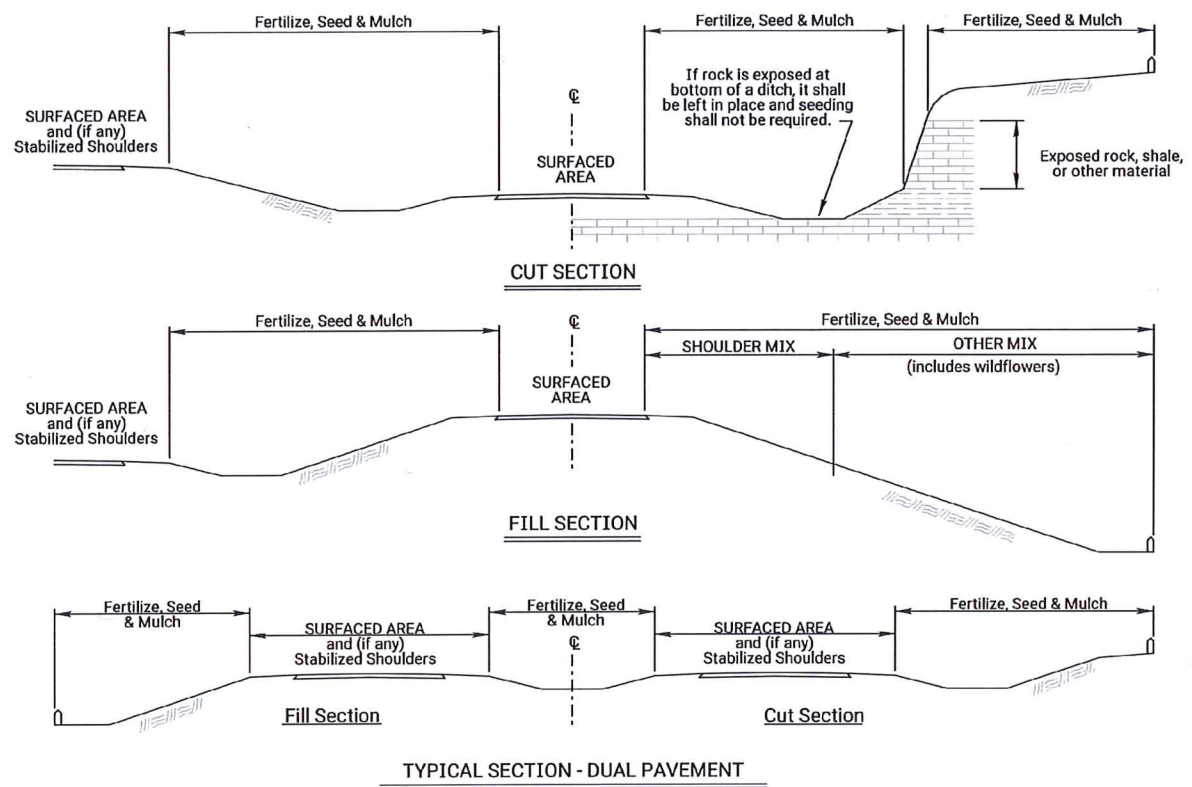 Fertilize, Seed & Mulch
Fertilize, Seed & Mulch
Fertilize, Seed & Mulch
If rock is exposed at
bottom of a ditch, it shall
be left in place and seeding
shall not be required.
℄
SURFACED AREA
and (if any)
Stabilized Shoulders
SURFACED
AREA
Exposed rock, shale,
or other material
CUT SECTION
Fertilize, Seed & Mulch
℄
Fertilize, Seed & Mulch
SHOULDER MIX
OTHER MIX
(includes wildflowers)
SURFACED
AREA
SURFACED AREA
and (if any)
Stabilized Shoulders
FILL SECTION
Fertilize, Seed
& Mulch
Fertilize, Seed
& Mulch
Fertilize, Seed & Mulch
SURFACED AREA
and (if any)
Stabilized Shoulders
℄
SURFACED AREA
and (if any)
Stabilized Shoulders
Fill Section
Cut Section
TYPICAL SECTION - DUAL PAVEMENT